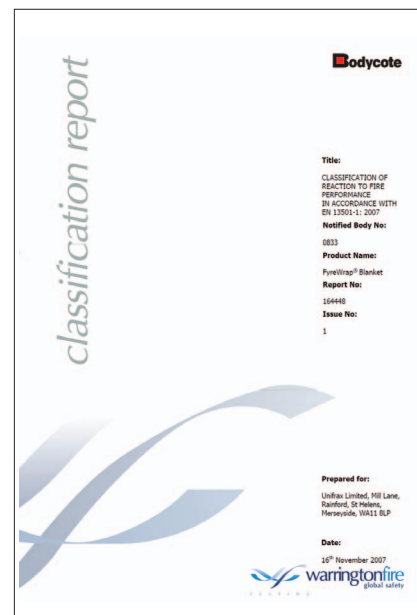 Bodycote
classification report
Title:
CLASSIFICATION OF
REACTION TO FIRE
PERFORMANCE
IN ACCORDANCE WITH
EN 13501-1: 2007
Notified Body No:
0833
Product Name:
FyreWrap® Blanket
Report No:
164448
Issue No:
1
Prepared for:
Unifrax Limited, Mill Lane,
Rainford, St Helens,
Merseyside, WA11 8LP
Date:
16th November 2007
warringtonfire
global safety
TESTING